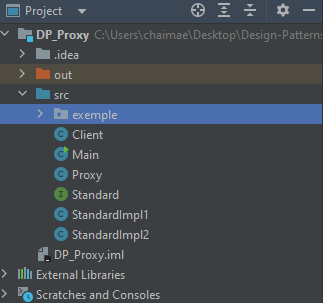 Project
DP_Proxy C:\Users\chaimae\Desktop\Design-Patterns
.idea
out
src
exemple
Client
Main
Proxy
Standard
StandardImpl1
StandardImpl2
DP_Proxy.iml
External Libraries
Scratches and Consoles